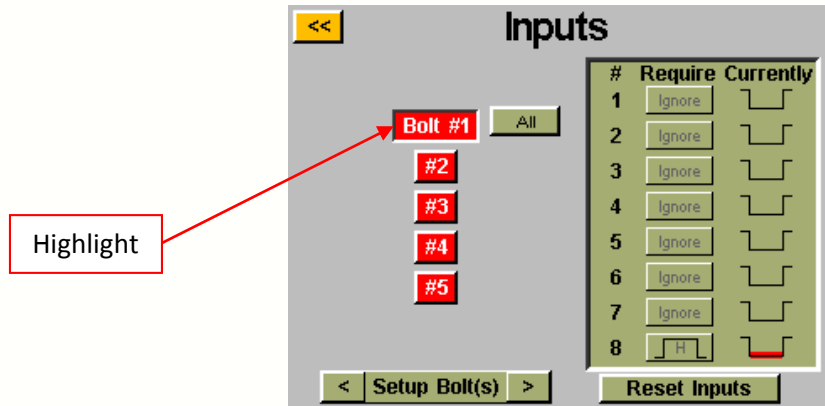 <<
Inputs
# Require Currently
1 Ignore
Bolt #1 All
2 Ignore
#2
3 Ignore
#3
4 Ignore
Highlight
#4
5 Ignore
#5
6 Ignore
7 Ignore
8 H
< Setup Bolt(s) >
Reset Inputs